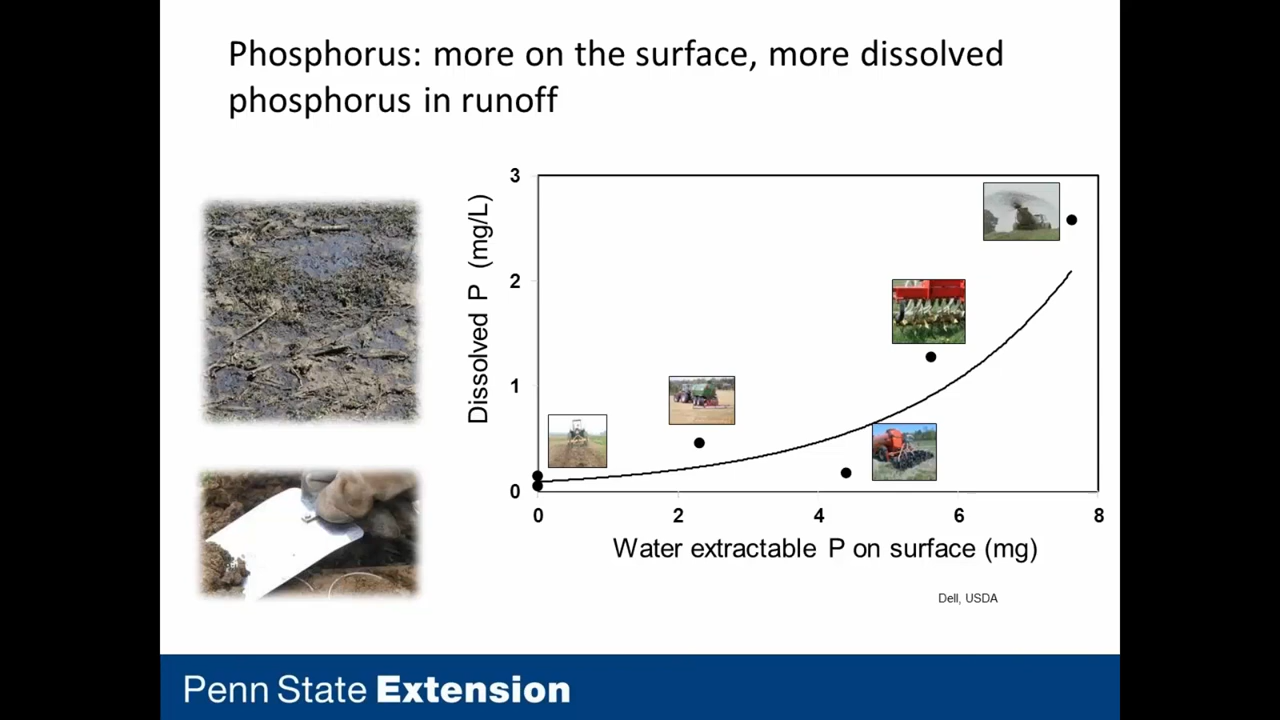 Phosphorus: more on the surface, more dissolved
phosphorus in runoff
3
2
1
0
Dissolved P (mg/L)
0 2 4 6 8
Water extractable P on surface (mg)
Dell, USDA
Penn State Extension